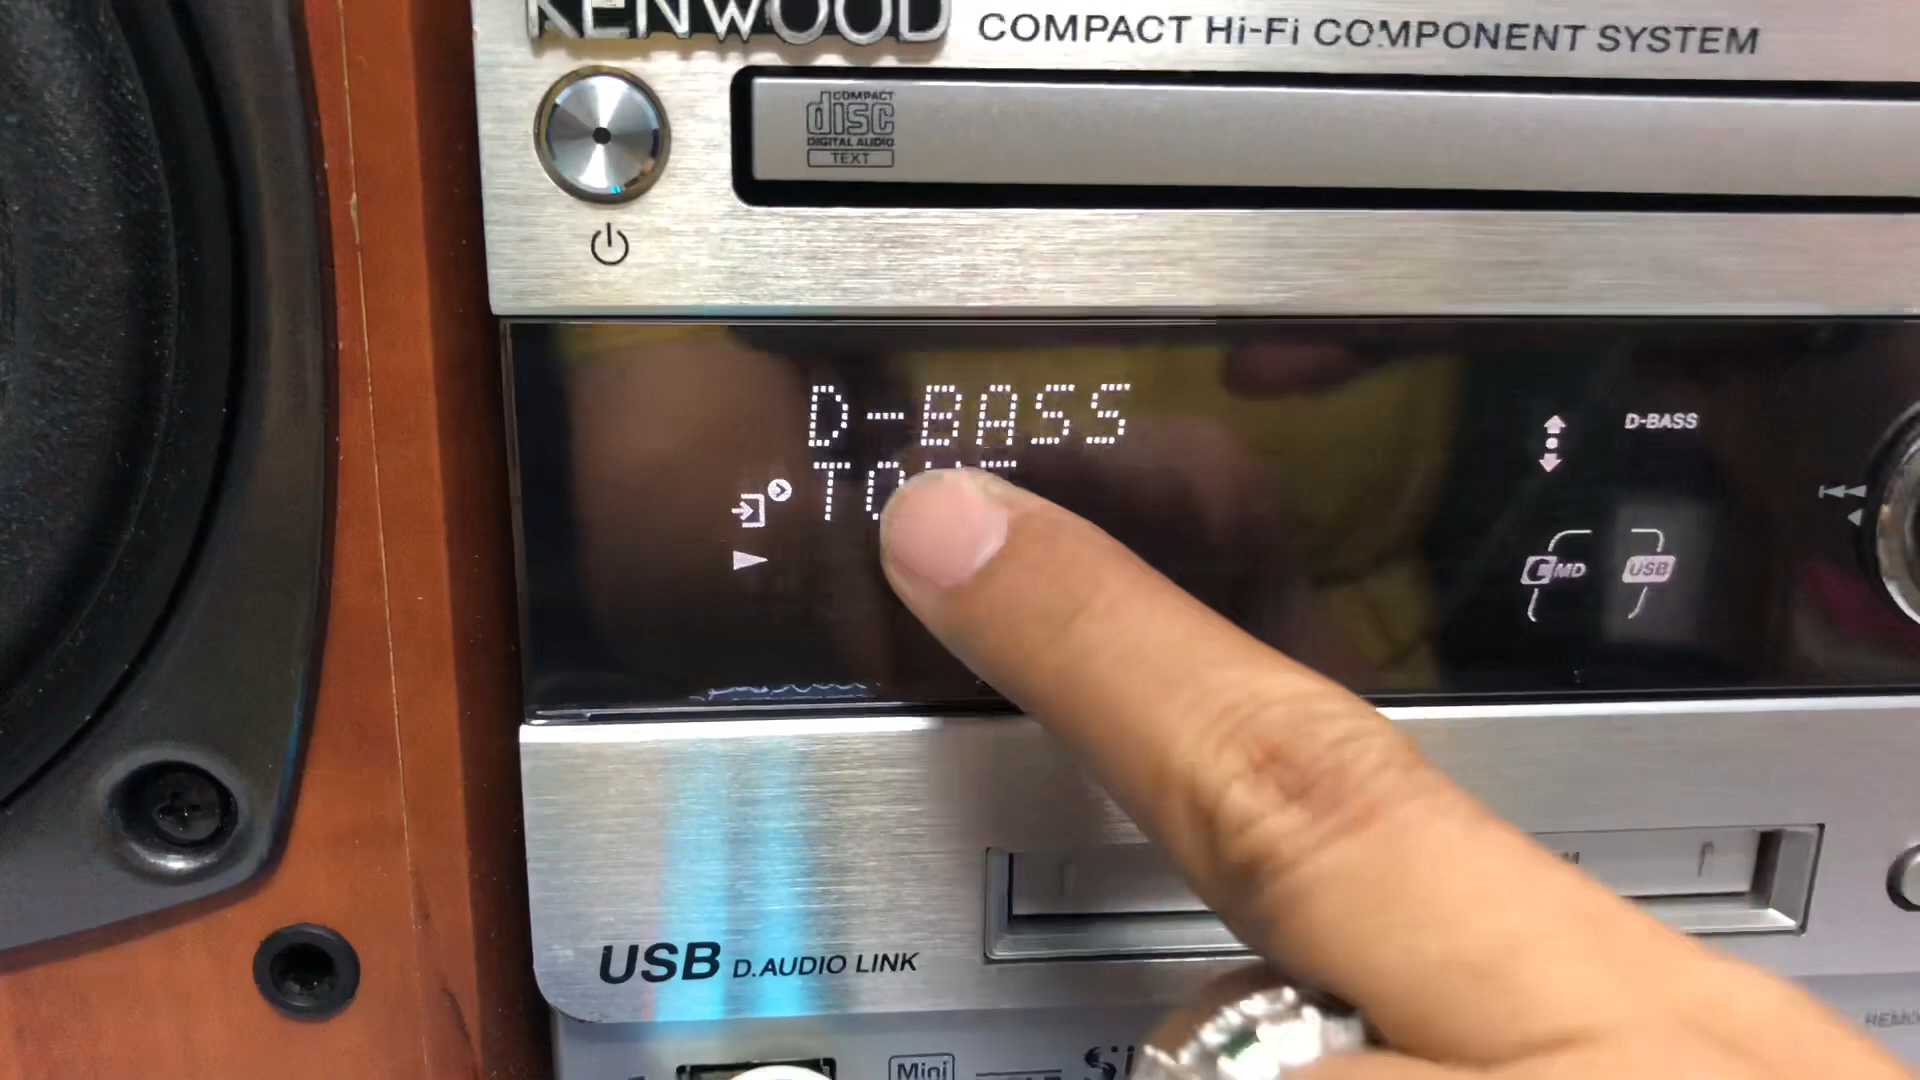 KENWOOD COMPACT Hi-Fi COMPONENT SYSTEM
COMPACT
disc
DIGITAL AUDIO
TEXT
D-BASS
D-BASS
MD
USB
USB D.AUDIO LINK
Mini